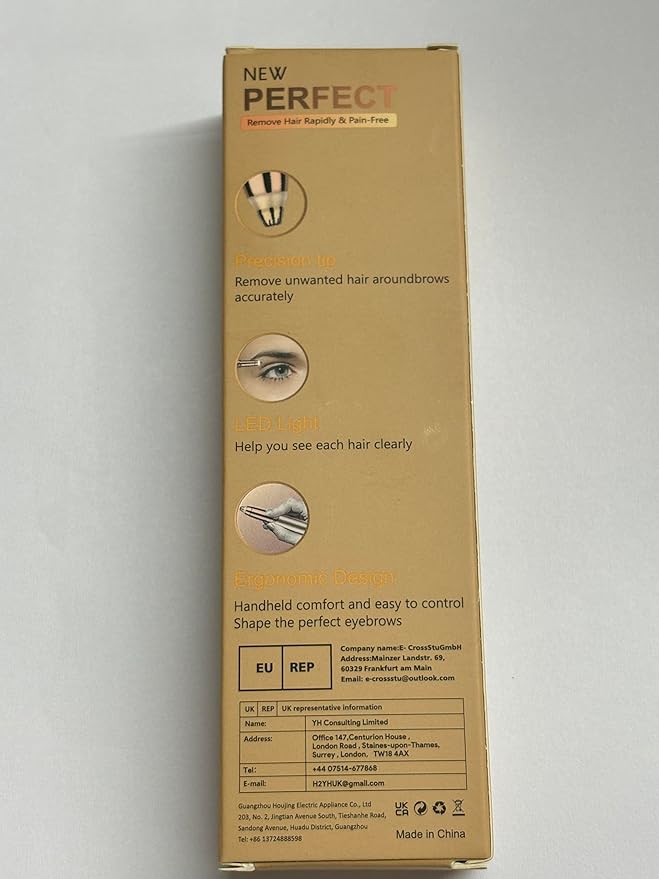 NEW
PERFECT
Remove Hair Rapidly & Pain-Free
Precision tip
Remove unwanted hair aroundbrows
accurately
LED Light
Help you see each hair clearly
Ergonomic Design
Handheld comfort and easy to control
Shape the perfect eyebrows
EU REP
Company name:E- CrossStuGmbH
Address:Mainzer Landstr. 69,
60329 Frankfurt am Main
Email: e-crossstu@outlook.com
UK REP UK representative information
Name: YH Consulting Limited
Address: Office 147,Centurion House ,
London Road , Staines-upon-Thames,
Surrey , London, TW18 4AX
Tel: +44 07514-677868
E-mail: H2YHUK@gmail.com
Guangzhou Houjing Electric Appliance Co., Ltd
203, No. 2, Jingtian Avenue South, Tieshanhe Road,
Sandong Avenue, Huadu District, Guangzhou
Tel: +86 13724888598
UK
CA
Made in China